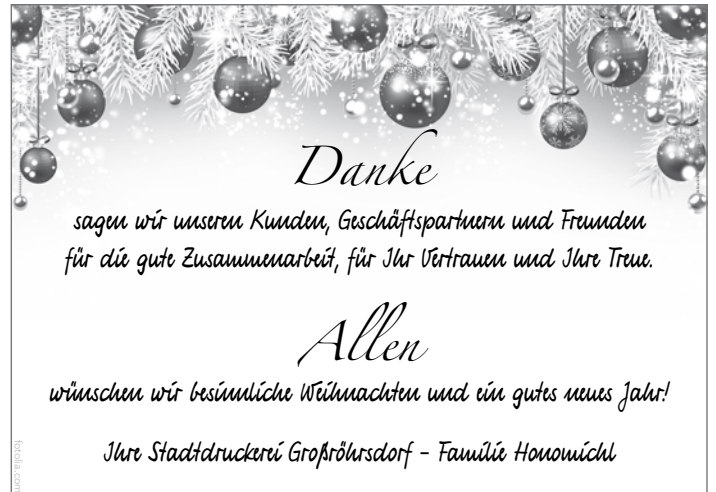 Danke
sagen wir unseren Kunden, Geschäftspartnern und Freunden
für die gute Zusammenarbeit, für Ihr Vertrauen und Ihre Treue.
Allen
wünschen wir besinnliche Weihnachten und ein gutes neues Jahr!
Ihre Stadtdruckerei Großröhrsdorf – Familie Honomichl
fotolia.com